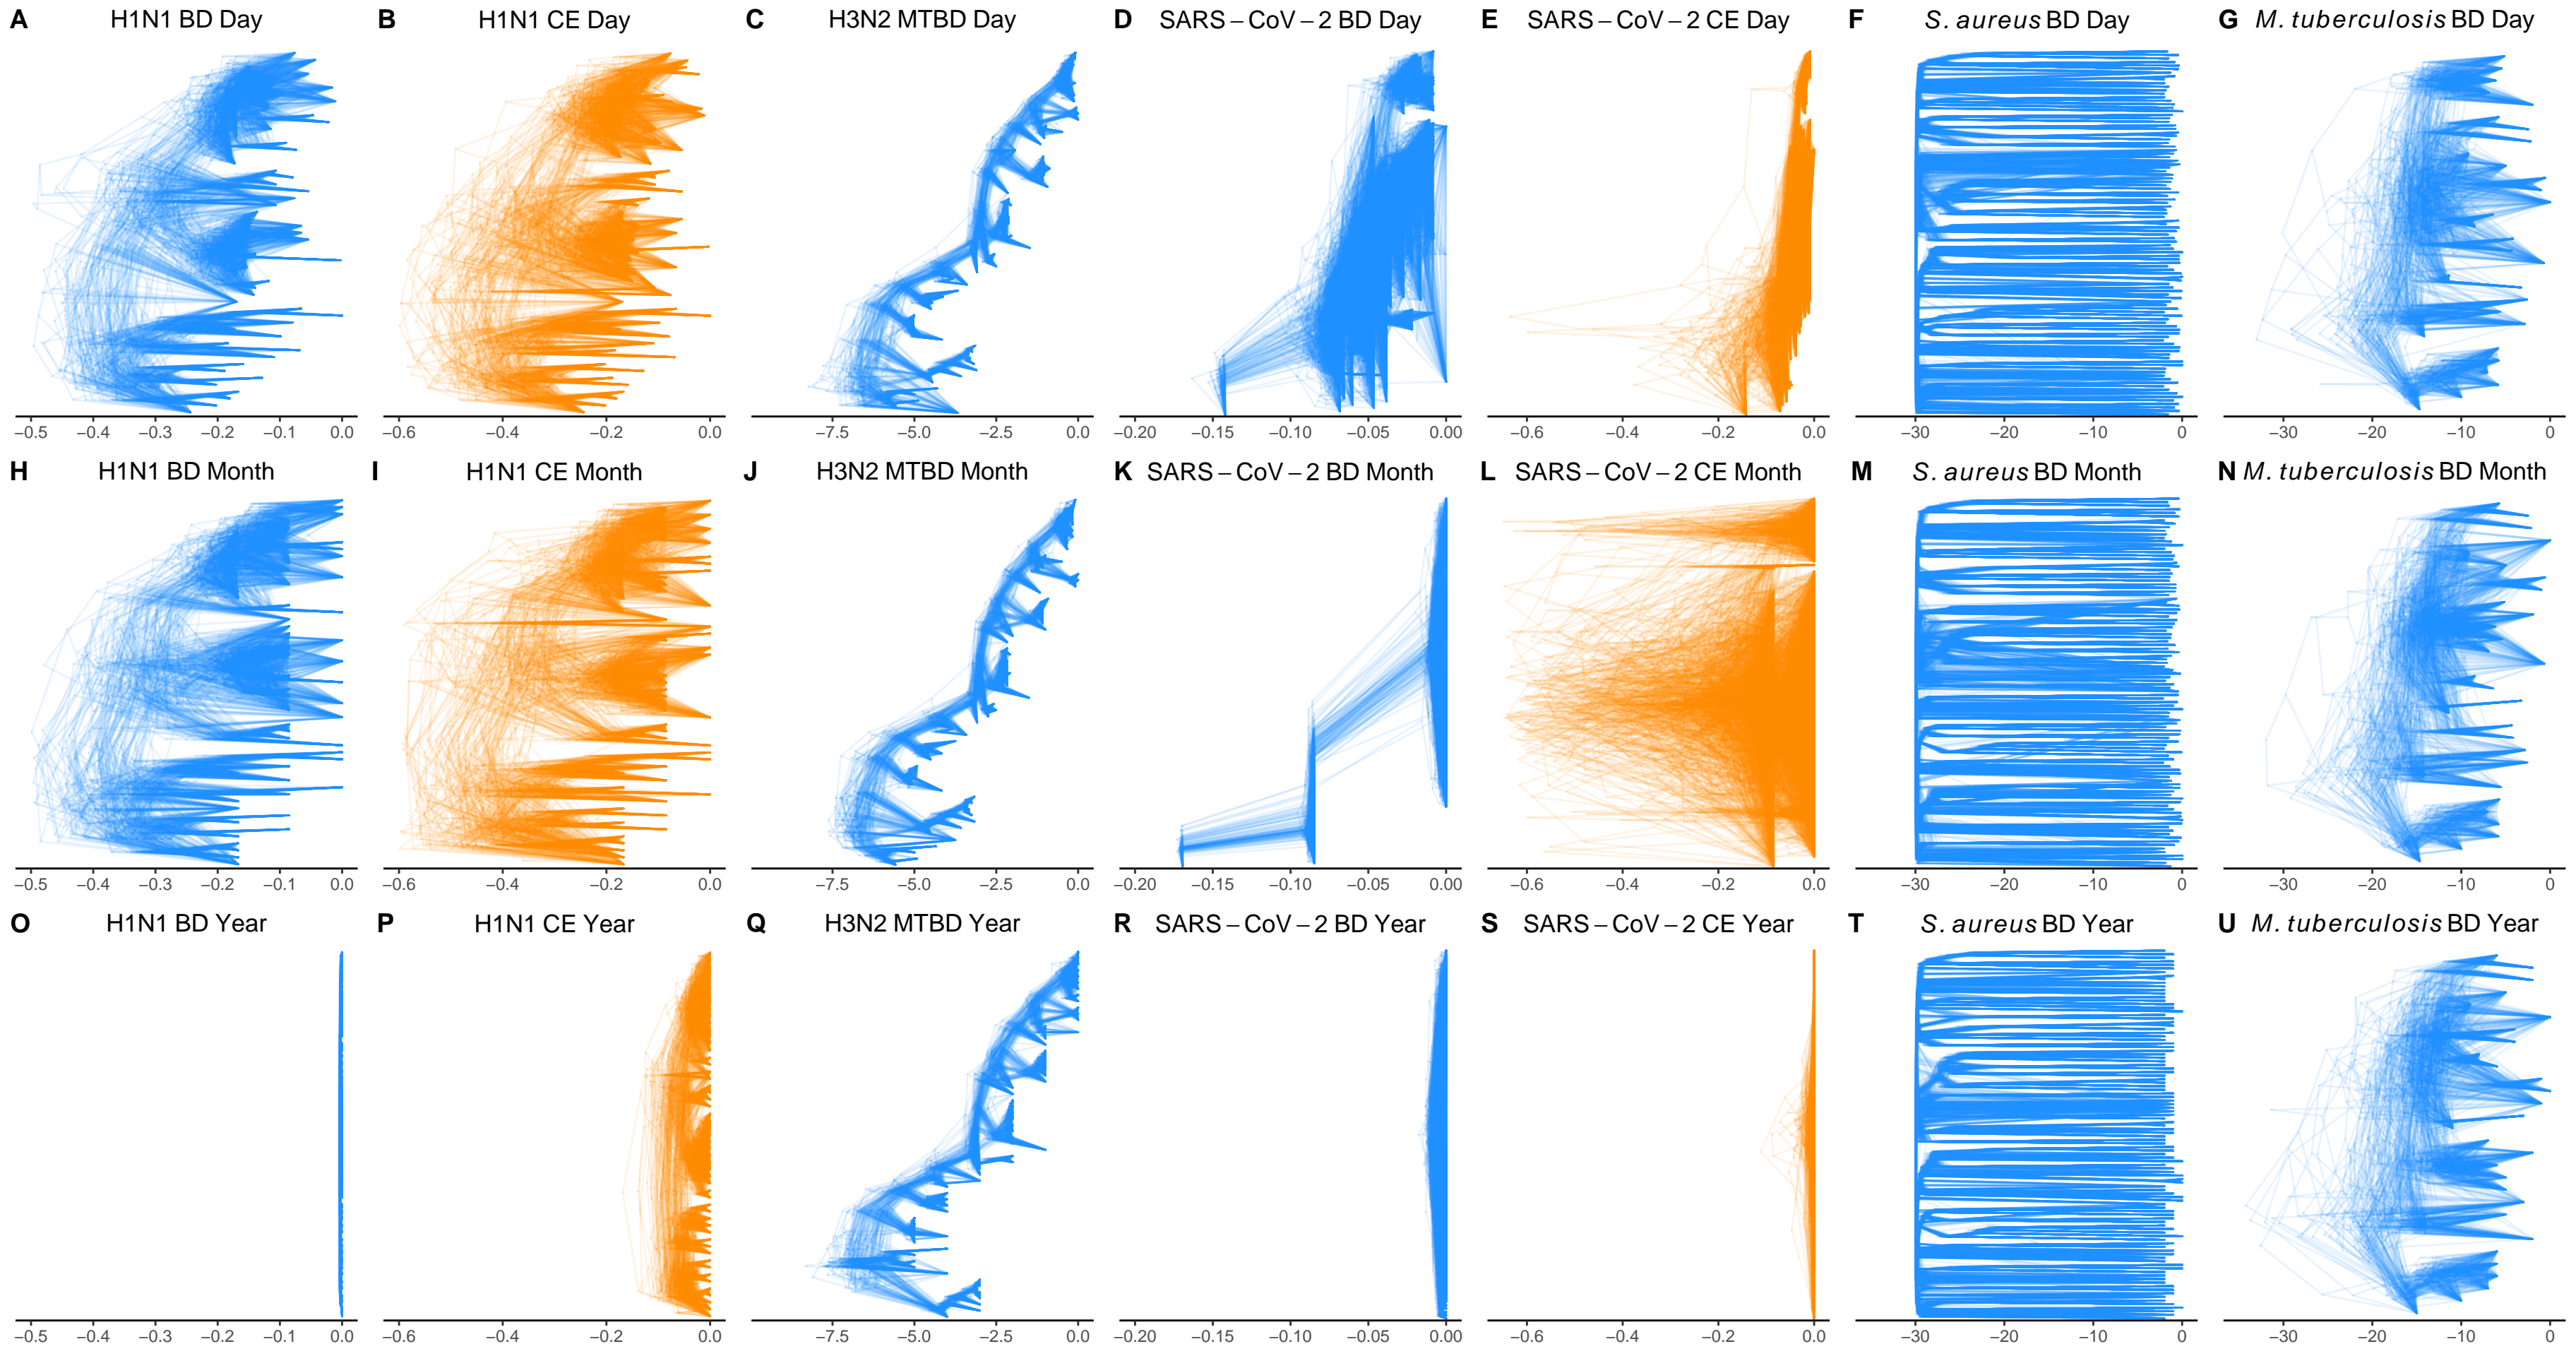 A H1N1 BD Day B H1N1 CE Day C H3N2 MTBD Day D SARS−CoV−2 BD Day E SARS−CoV−2 CE Day F S. aureus BD Day G M. tuberculosis BD Day
−0.5 −0.4 −0.3 −0.2 −0.1 0.0 −0.6 −0.4 −0.2 0.0 −7.5 −5.0 −2.5 0.0 −0.20 −0.15 −0.10 −0.05 0.00 −0.6 −0.4 −0.2 0.0 −30 −20 −10 0 −30 −20 −10 0
H H1N1 BD Month I H1N1 CE Month J H3N2 MTBD Month K SARS−CoV−2 BD Month L SARS−CoV−2 CE Month M S. aureus BD Month N M. tuberculosis BD Month
−0.5 −0.4 −0.3 −0.2 −0.1 0.0 −0.6 −0.4 −0.2 0.0 −7.5 −5.0 −2.5 0.0 −0.20 −0.15 −0.10 −0.05 0.00 −0.6 −0.4 −0.2 0.0 −30 −20 −10 0 −30 −20 −10 0
O H1N1 BD Year P H1N1 CE Year Q H3N2 MTBD Year R SARS−CoV−2 BD Year S SARS−CoV−2 CE Year T S. aureus BD Year U M. tuberculosis BD Year
−0.5 −0.4 −0.3 −0.2 −0.1 0.0 −0.6 −0.4 −0.2 0.0 −7.5 −5.0 −2.5 0.0 −0.20 −0.15 −0.10 −0.05 0.00 −0.6 −0.4 −0.2 0.0 −30 −20 −10 0 −30 −20 −10 0